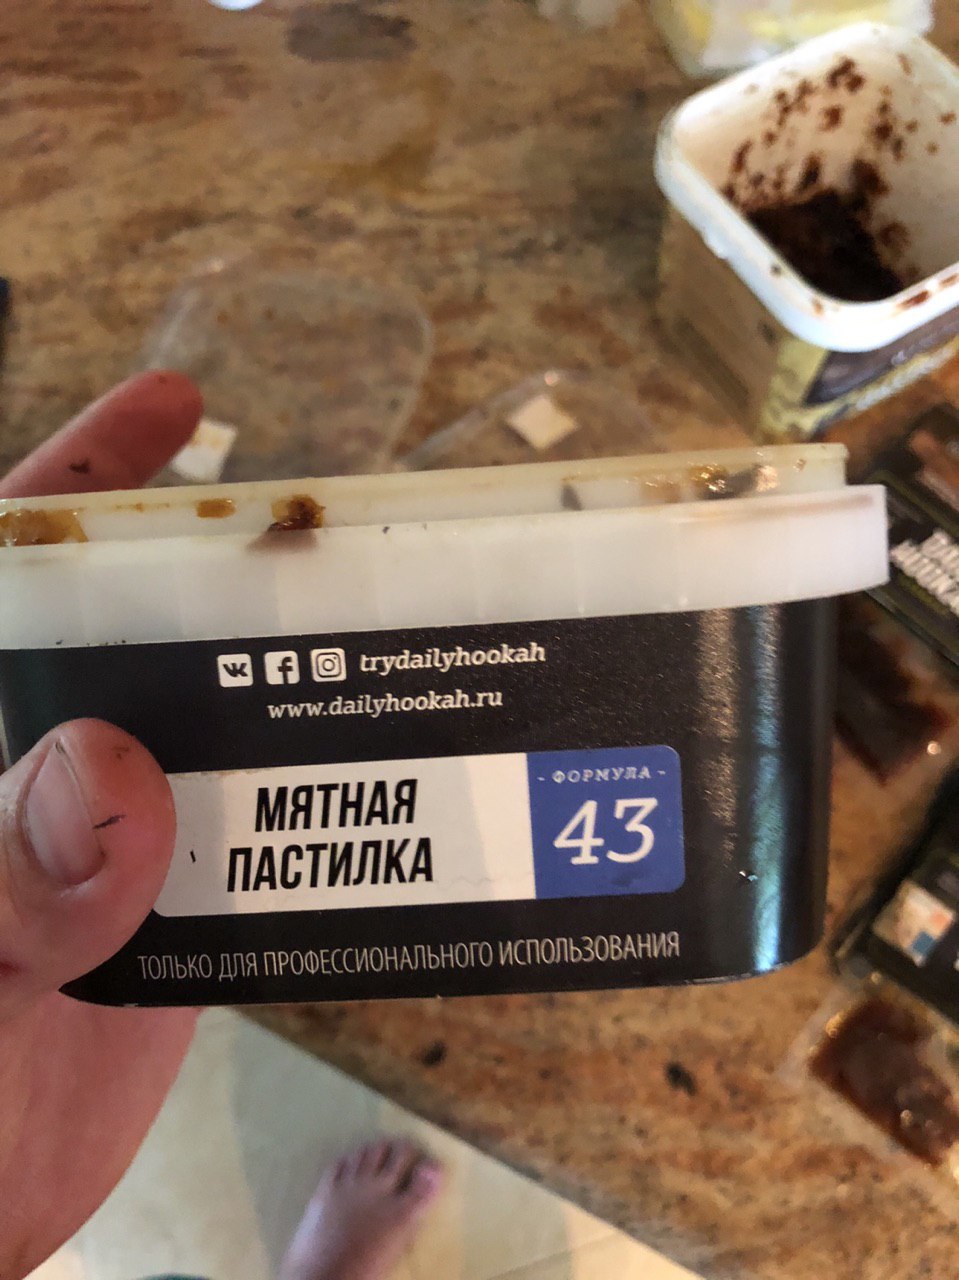 trydailyhookah
www.dailyhookah.ru
МЯТНАЯ
ПАСТИЛКА
- ФОРМУЛА -
43
ТОЛЬКО ДЛЯ ПРОФЕССИОНАЛЬНОГО ИСПОЛЬЗОВАНИЯ